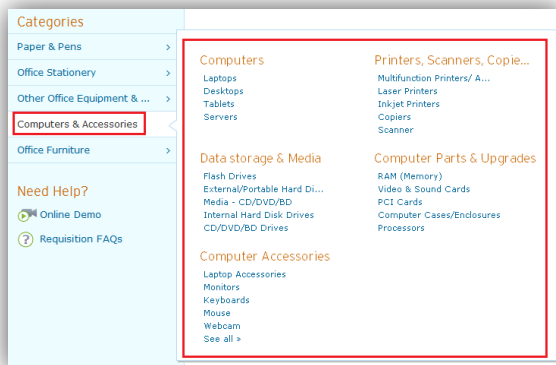 Categories
Paper & Pens
Office Stationery
Other Office Equipment & ...
Computers & Accessories
Office Furniture
Need Help?
Online Demo
Requisition FAQs
Computers
Laptops
Desktops
Tablets
Servers
Printers, Scanners, Copie...
Multifunction Printers/ A...
Laser Printers
Inkjet Printers
Copiers
Scanner
Data storage & Media
Flash Drives
External/Portable Hard Di...
Media - CD/DVD/BD
Internal Hard Disk Drives
CD/DVD/BD Drives
Computer Parts & Upgrades
RAM (Memory)
Video & Sound Cards
PCI Cards
Computer Cases/Enclosures
Processors
Computer Accessories
Laptop Accessories
Monitors
Keyboards
Mouse
Webcam
See all »